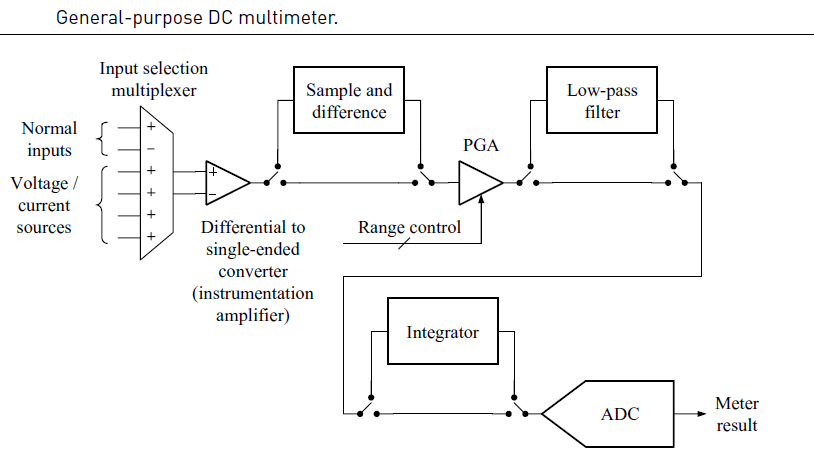 General-purpose DC multimeter.
Input selection
multiplexer
Normal
inputs
Voltage /
current
sources
+
−
+
+
+
+
+
−
Differential to
single-ended
converter
(instrumentation
amplifier)
Sample and
difference
PGA
Range control
Low-pass
filter
Integrator
ADC
Meter
result